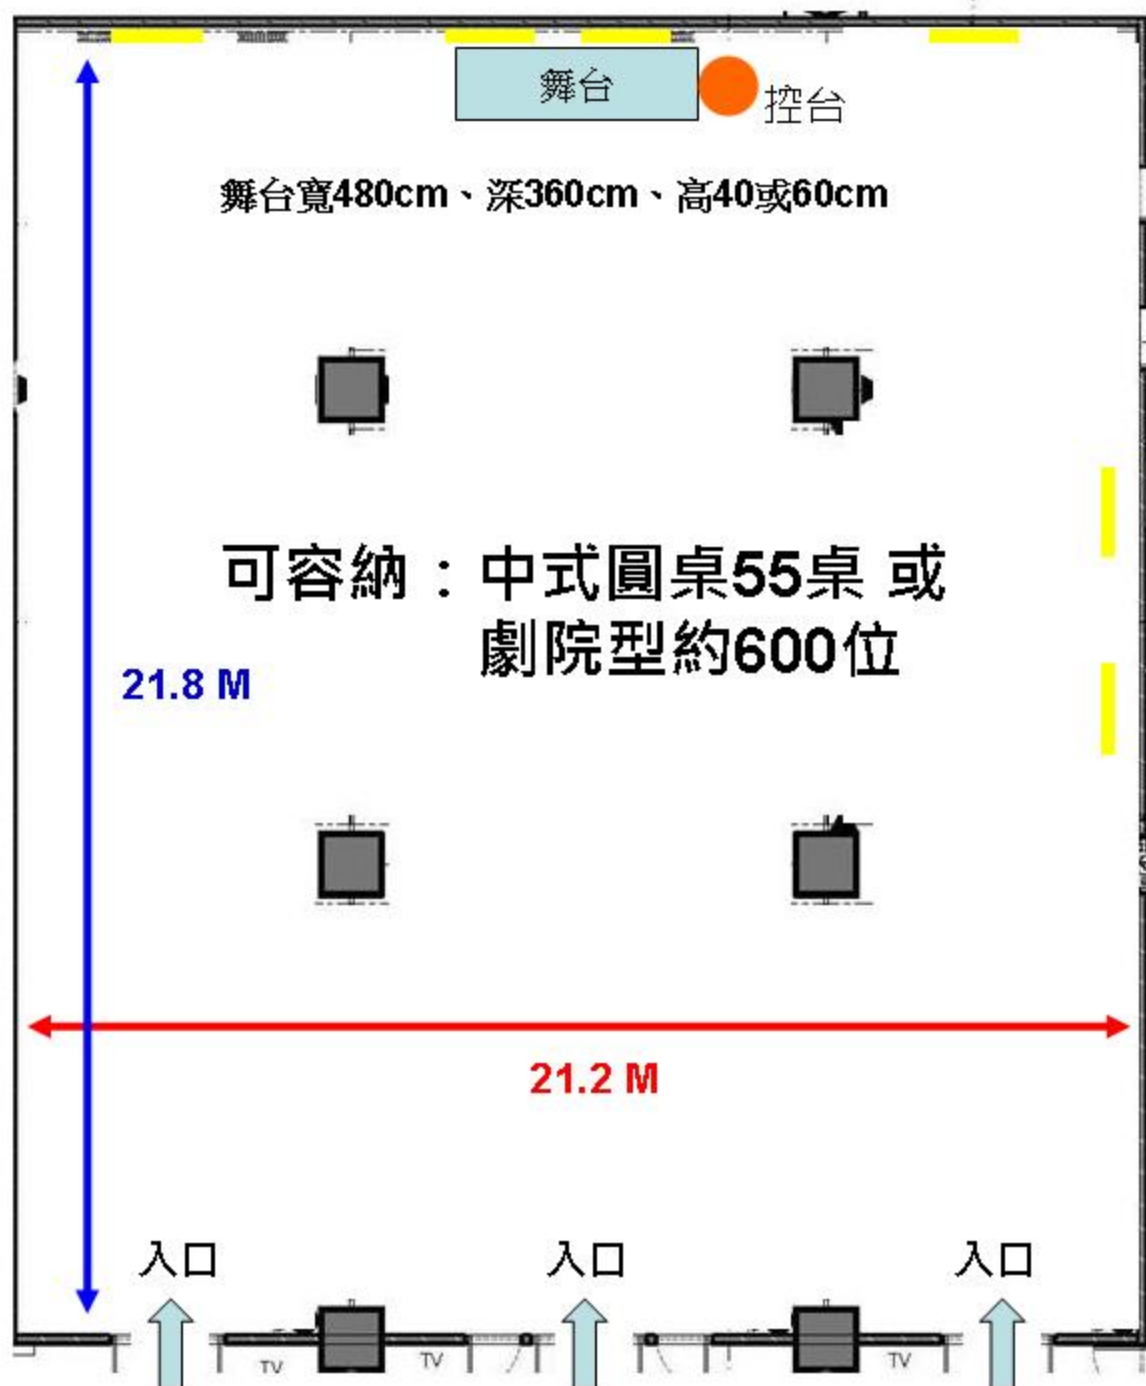 舞台
控台
舞台寬480cm、深360cm、高40或60cm
可容納：中式圓桌55桌 或
劇院型約600位
21.8 M
21.2 M
入口 入口 入口
TV TV TV